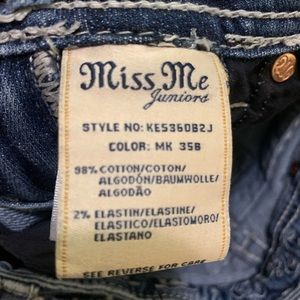 Miss Me
Juniors
STYLE NO: KE5360B2J
COLOR: MK 358
98% COTTON/COTON/
ALGODÓN/BAUMWOLLE/
ALGODÃO
2% ELASTIN/ELASTINE/
ELASTICO/ELASTOMORO/
ELASTANO
SEE REVERSE FOR CARE